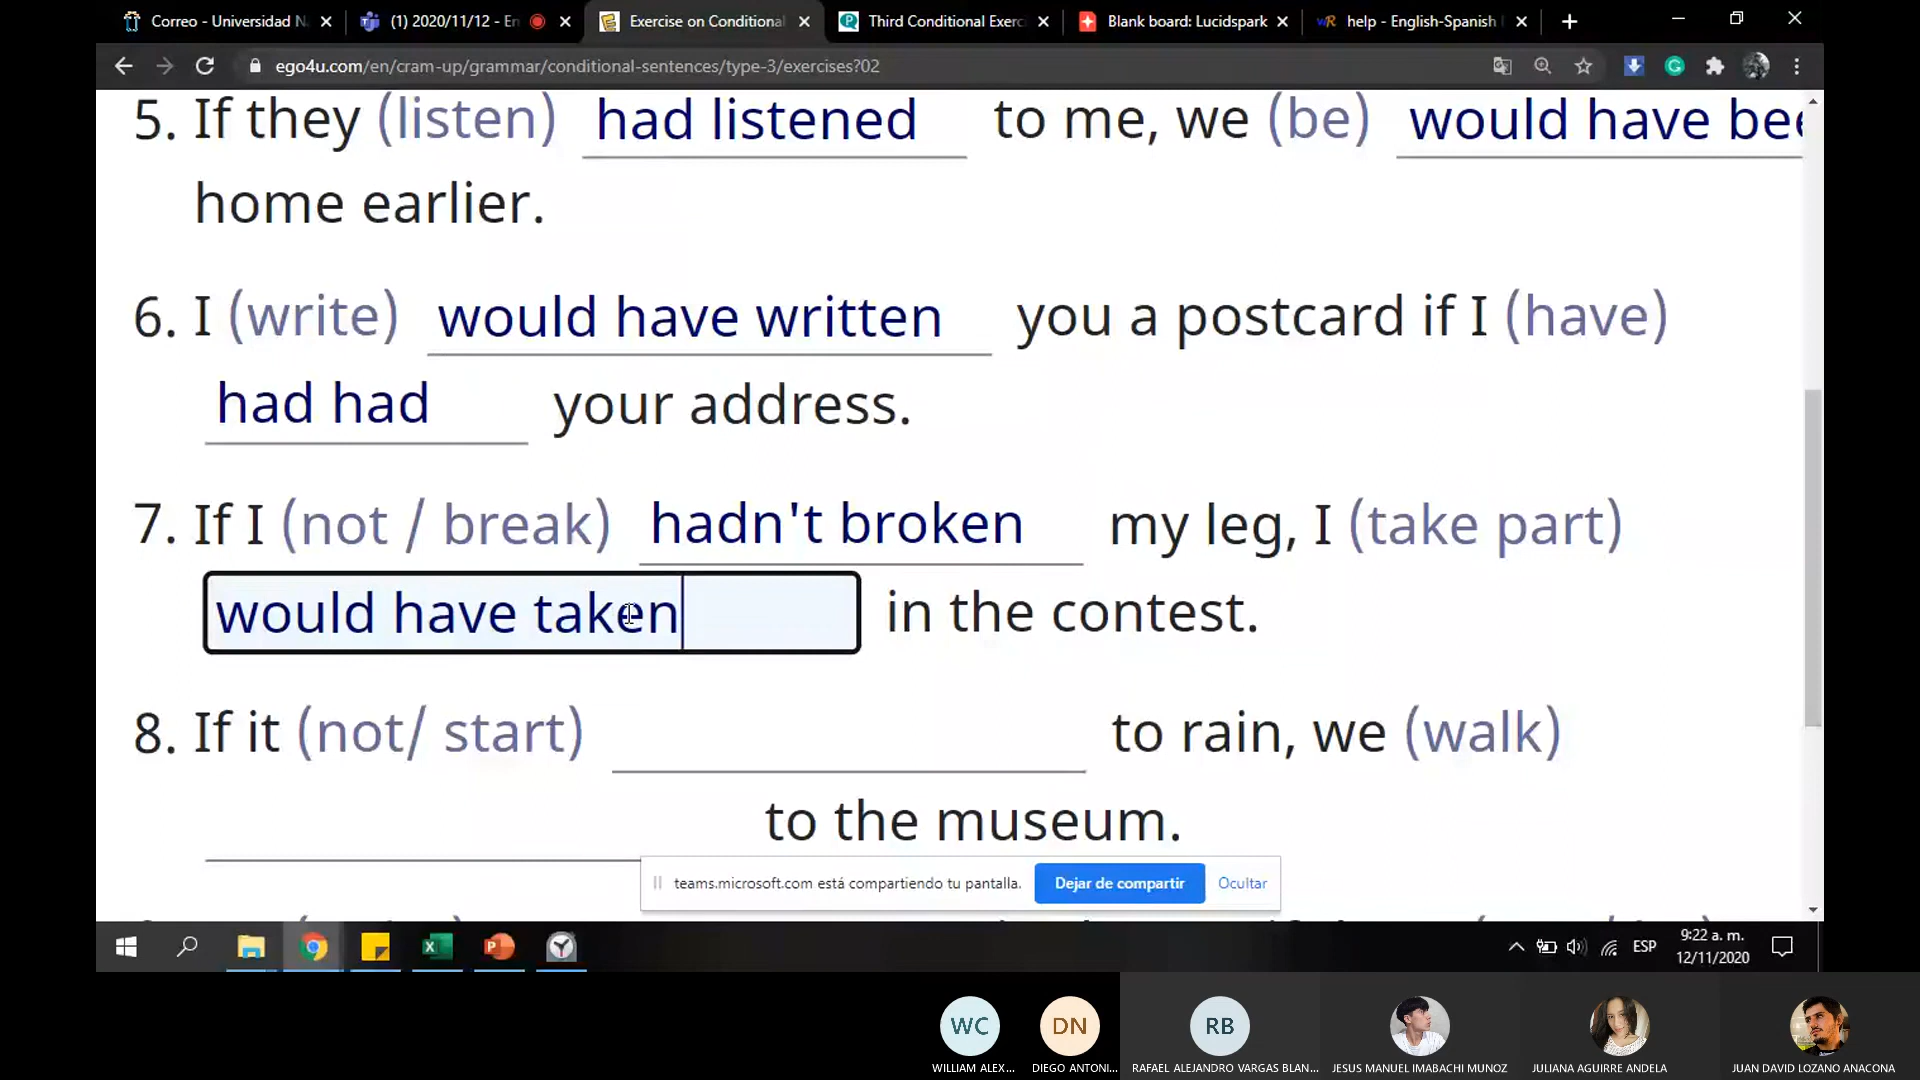 Correo - Universidad N
(1) 2020/11/12 - En
Exercise on Conditional
Third Conditional Exerc
Blank board: Lucidspark
help - English-Spanish
ego4u.com/en/cram-up/grammar/conditional-sentences/type-3/exercises?02
5. If they (listen) had listened to me, we (be) would have bee
home earlier.
6. I (write) would have written you a postcard if I (have)
had had your address.
7. If I (not / break) hadn't broken my leg, I (take part)
would have taken in the contest.
8. If it (not/ start) to rain, we (walk)
to the museum.
teams.microsoft.com está compartiendo tu pantalla. Dejar de compartir Ocultar
ESP
9:22 a. m.
12/11/2020
WC
DN
RB
WILLIAM ALEX...
DIEGO ANTONI...
RAFAEL ALEJANDRO VARGAS BLAN...
JESUS MANUEL IMABACHI MUNOZ
JULIANA AGUIRRE ANDELA
JUAN DAVID LOZANO ANACONA